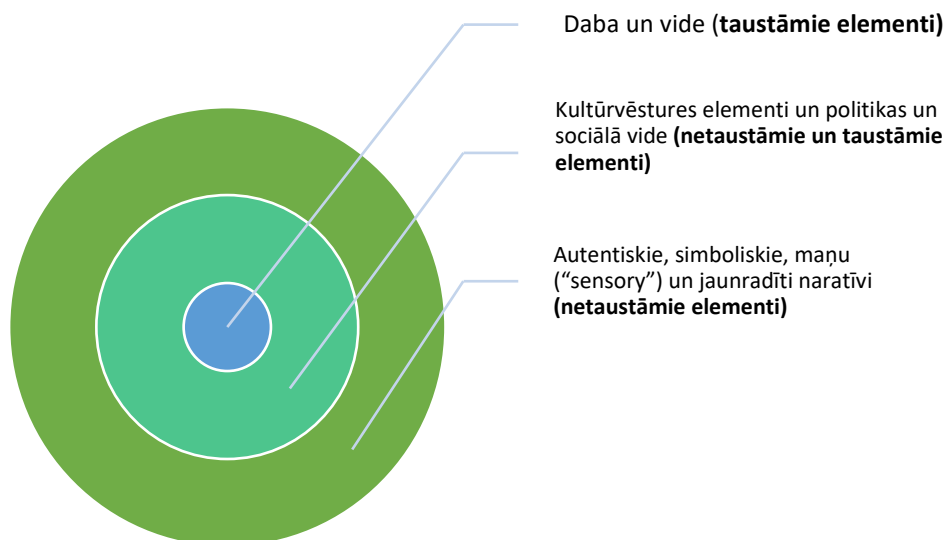 Daba un vide (taustāmie elementi)
Kultūrvēstures elementi un politikas un
sociālā vide (netaustāmie un taustāmie
elementi)
Autentiskie, simboliskie, maņu
(“sensory”) un jaunradīti naratīvi
(netaustāmie elementi)